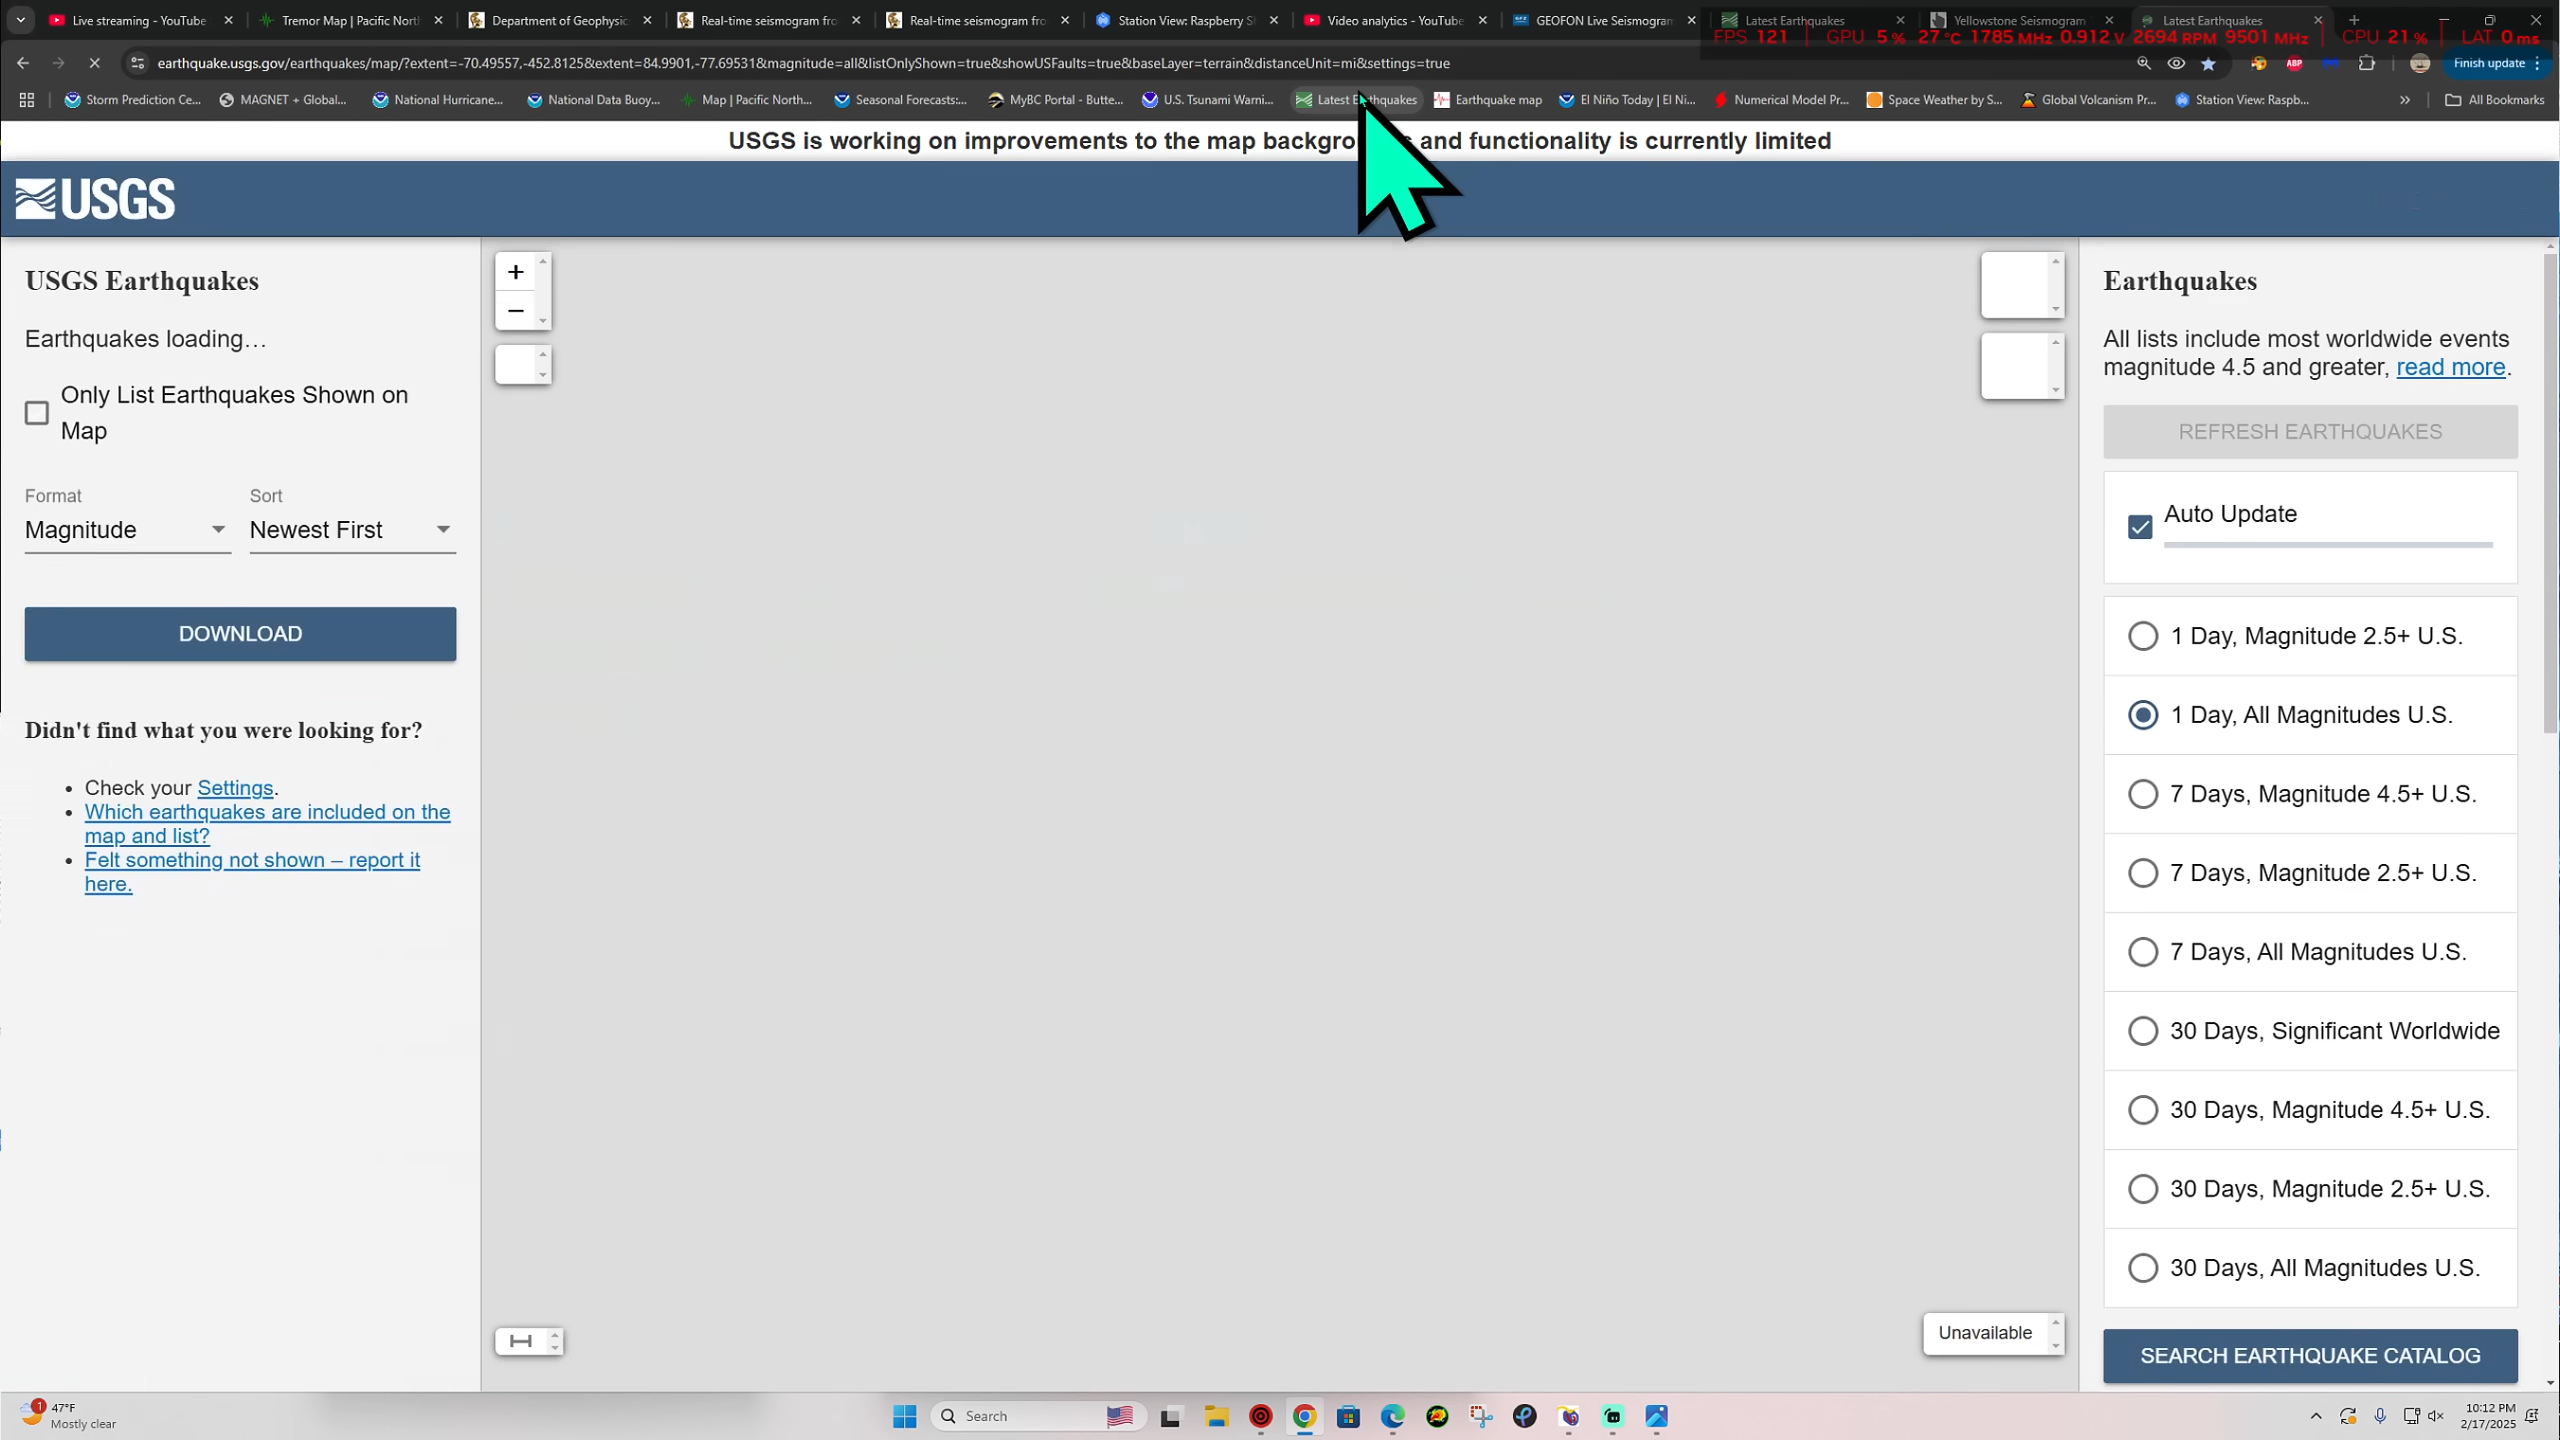 Live streaming - YouTube
Tremor Map | Pacific North
Department of Geophysic
Real-time seismogram fro
Real-time seismogram fro
Station View: Raspberry S
Video analytics - YouTube
GEOFON Live Seismogram
Latest Earthquakes
Yellowstone Seismogram
Latest Earthquakes
FPS 121 GPU 5 % 27 °C 1785 MHz 0.912 V 2694 RPM 9501 MHz CPU 21 % LAT 0 ms
earthquake.usgs.gov/earthquakes/map/?extent=-70.49557,-452.8125&extent=84.9901,-77.69531&magnitude=all&listOnlyShown=true&showUSFaults=true&baseLayer=terrain&distanceUnit=mi&settings=true
ABP
Finish update
Storm Prediction Ce...
MAGNET + Global...
National Hurricane...
National Data Buoy...
Map | Pacific North...
Seasonal Forecasts:...
MyBC Portal - Butte...
U.S. Tsunami Warni...
Latest Earthquakes
Earthquake map
El Niño Today | El Ni...
Numerical Model Pr...
Space Weather by S...
Global Volcanism Pr...
Station View: Raspb...
All Bookmarks
USGS is working on improvements to the map and functionality is currently limited
USGS
USGS Earthquakes
Earthquakes loading...
Only List Earthquakes Shown on
Map
Format
Sort
Magnitude
Newest First
DOWNLOAD
Didn't find what you were looking for?
Check your Settings.
Which earthquakes are included on the
map and list?
Felt something not shown – report it
here.
+
−
Unavailable
Earthquakes
All lists include most worldwide events
magnitude 4.5 and greater, read more.
REFRESH EARTHQUAKES
Auto Update
1 Day, Magnitude 2.5+ U.S.
1 Day, All Magnitudes U.S.
7 Days, Magnitude 4.5+ U.S.
7 Days, Magnitude 2.5+ U.S.
7 Days, All Magnitudes U.S.
30 Days, Significant Worldwide
30 Days, Magnitude 4.5+ U.S.
30 Days, Magnitude 2.5+ U.S.
30 Days, All Magnitudes U.S.
SEARCH EARTHQUAKE CATALOG
1
47°F
Mostly clear
Search
10:12 PM
2/17/2025